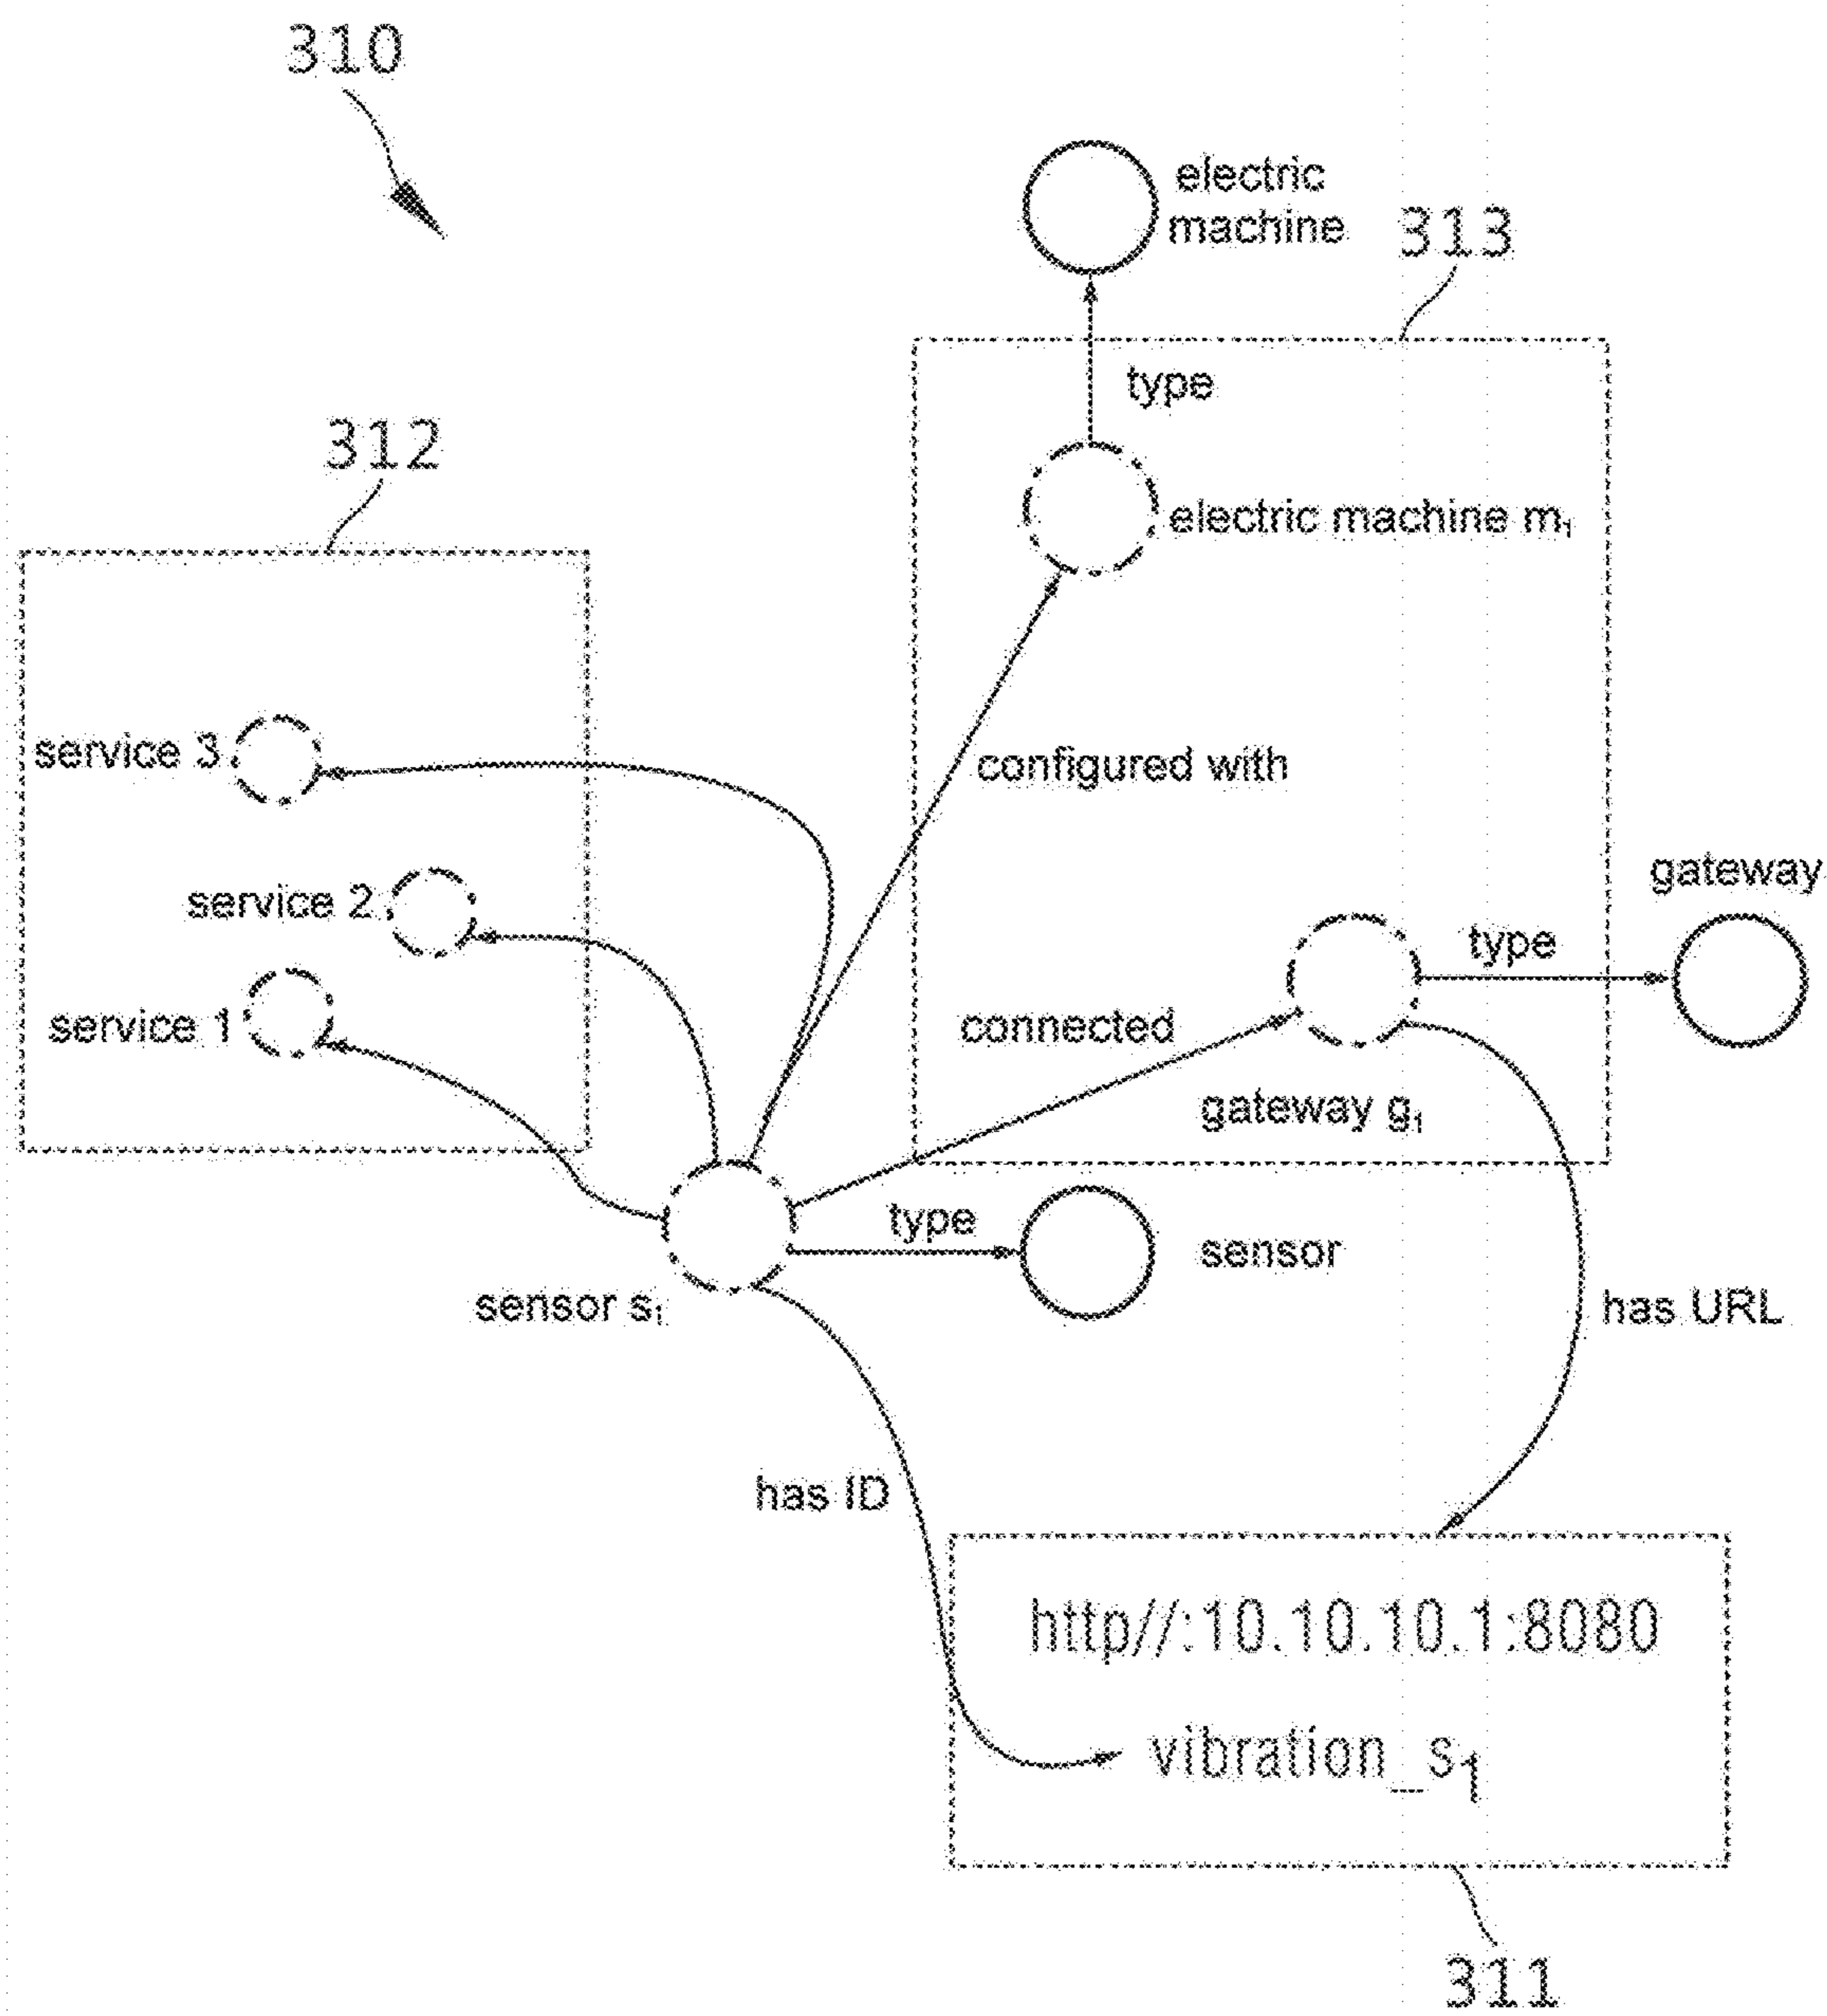 310
electric
machine
313
type
312
electric machine m₁
service 3
configured with
gateway
service 2
type
service 1
connected
gateway g₁
type
sensor
sensor s₁
has URL
has ID
http//:10.10.10.1:8080
vibration_s₁
311